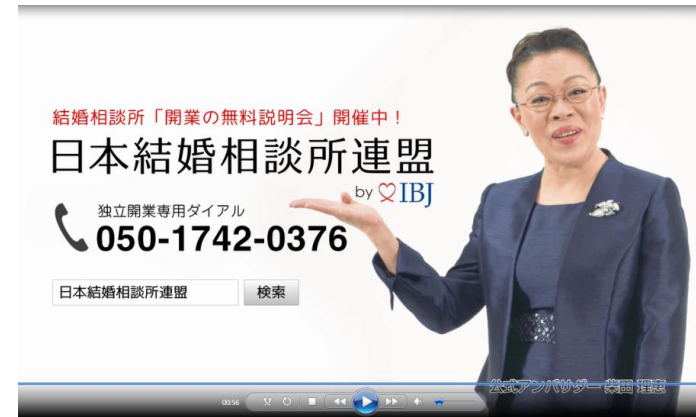 結婚相談所「開業の無料説明会」開催中！
日本結婚相談所連盟
by IBJ
独立開業専用ダイアル
050-1742-0376
日本結婚相談所連盟 検索
公式アンバサダー 柴田 理恵
00:56